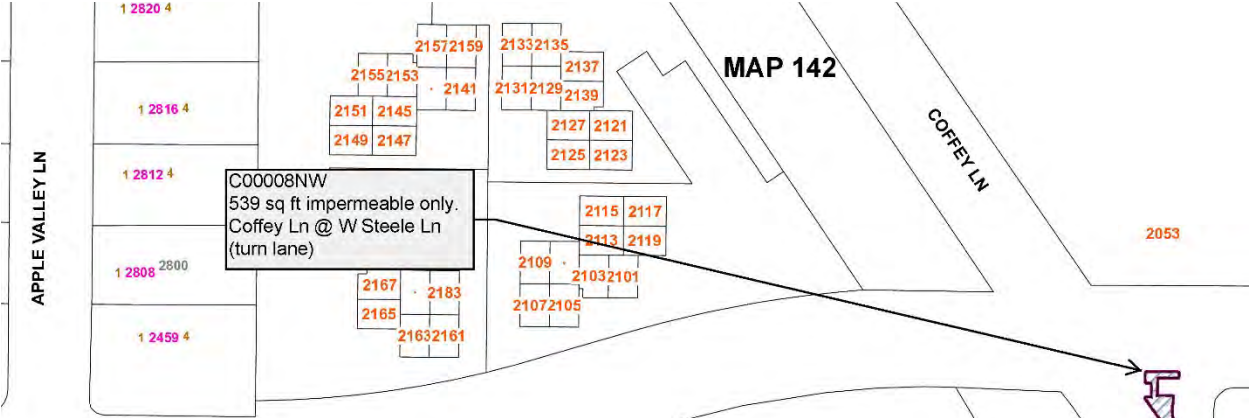 1 2820 4
2157 2159
2133 2135
MAP 142
2155 2153
2141
2137
2131 2129
2139
1 2816 4
2151 2145
2149 2147
2127 2121
2125 2123
COFFEY LN
APPLE VALLEY LN
1 2812 4
C00008NW
539 sq ft impermeable only.
Coffey Ln @ W Steele Ln
(turn lane)
2115 2117
2113 2119
2053
1 2808 2800
2109
2103 2101
2167
2183
2107 2105
2165
2163 2161
1 2459 4